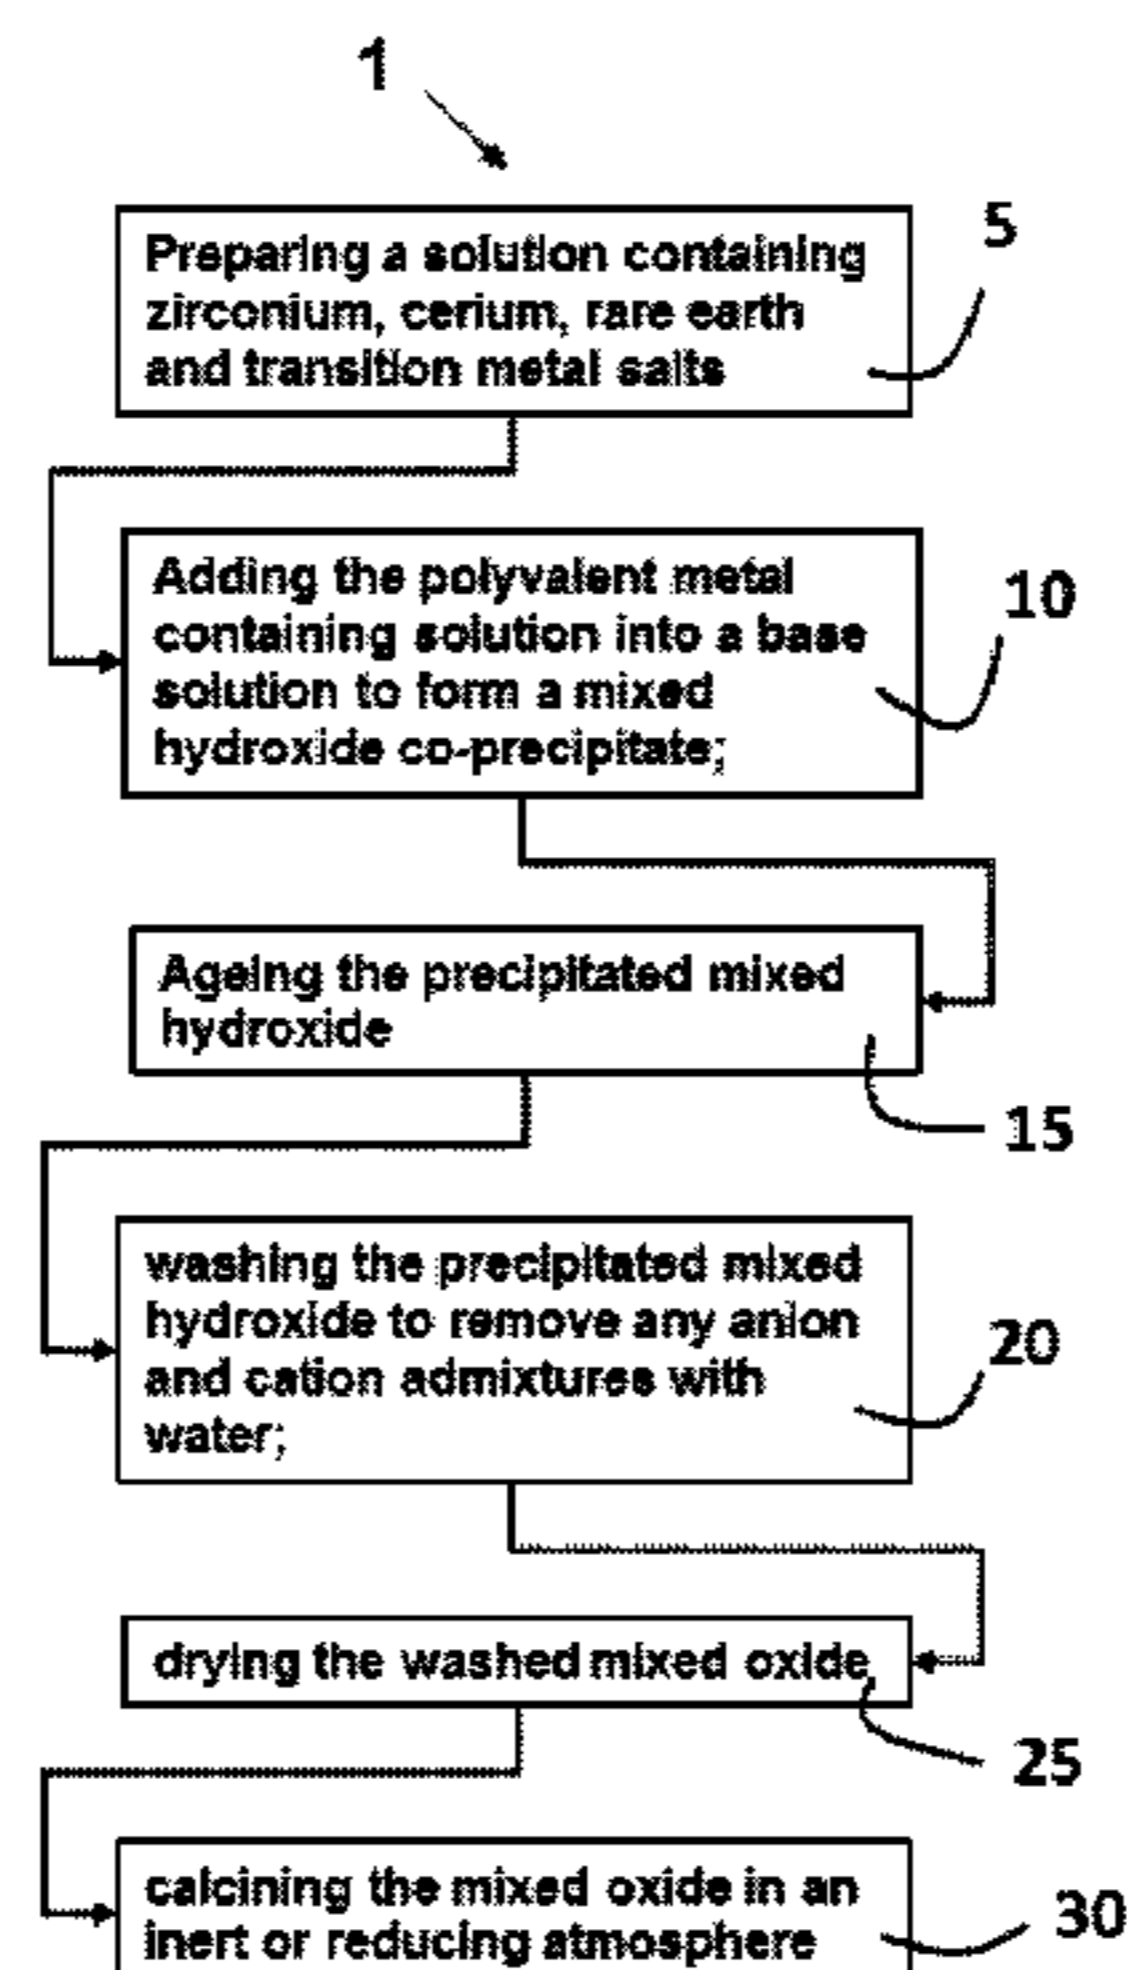 1
5
Preparing a solution containing
zirconium, cerium, rare earth
and transition metal salts
10
Adding the polyvalent metal
containing solution into a base
solution to form a mixed
hydroxide co-precipitate;
Ageing the precipitated mixed
hydroxide
15
washing the precipitated mixed
hydroxide to remove any anion
and cation admixtures with
water;
20
drying the washed mixed oxide
25
calcining the mixed oxide in an
inert or reducing atmosphere
30